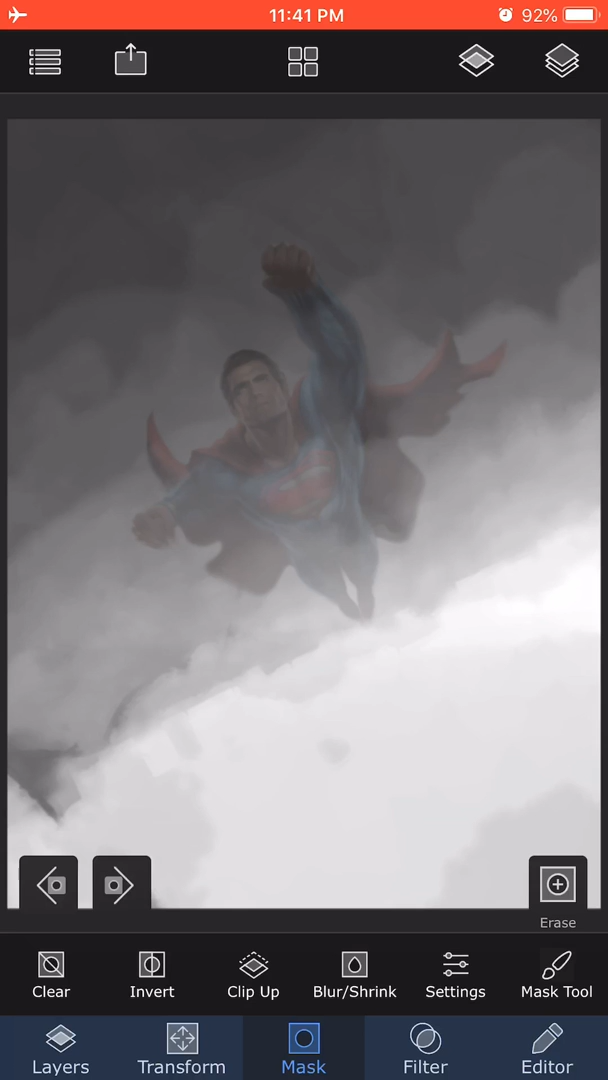 11:41 PM
92%
Erase
Clear Invert Clip Up Blur/Shrink Settings Mask Tool
Layers Transform Mask Filter Editor